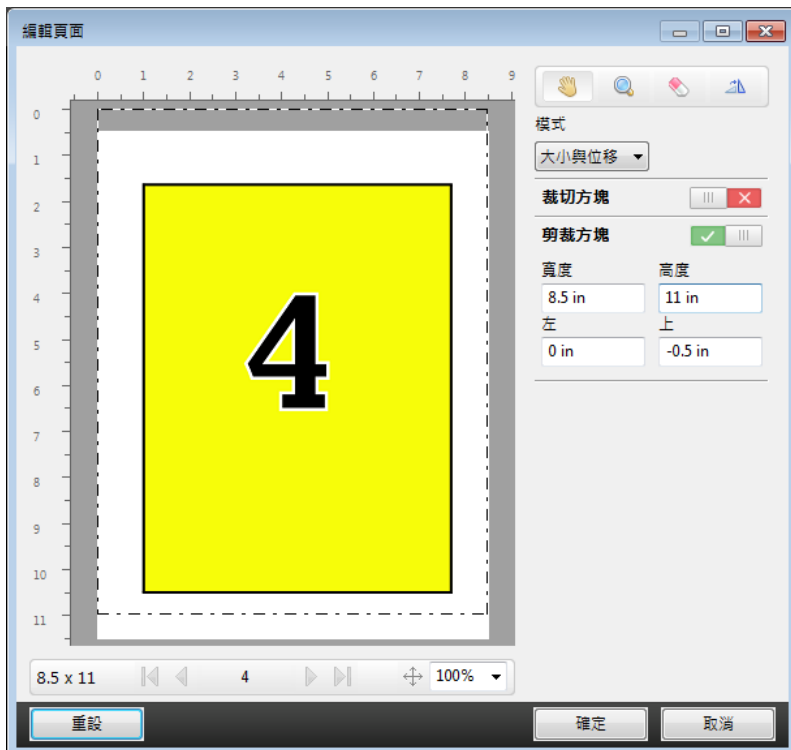 編輯頁面
0 1 2 3 4 5 6 7 8 9
0
1
2
3
4
5
6
7
8
9
10
11
4
8.5 x 11
4
100%
模式
大小與位移
裁切方塊
剪裁方塊
寬度 高度
8.5 in 11 in
左 上
0 in -0.5 in
重設 確定 取消